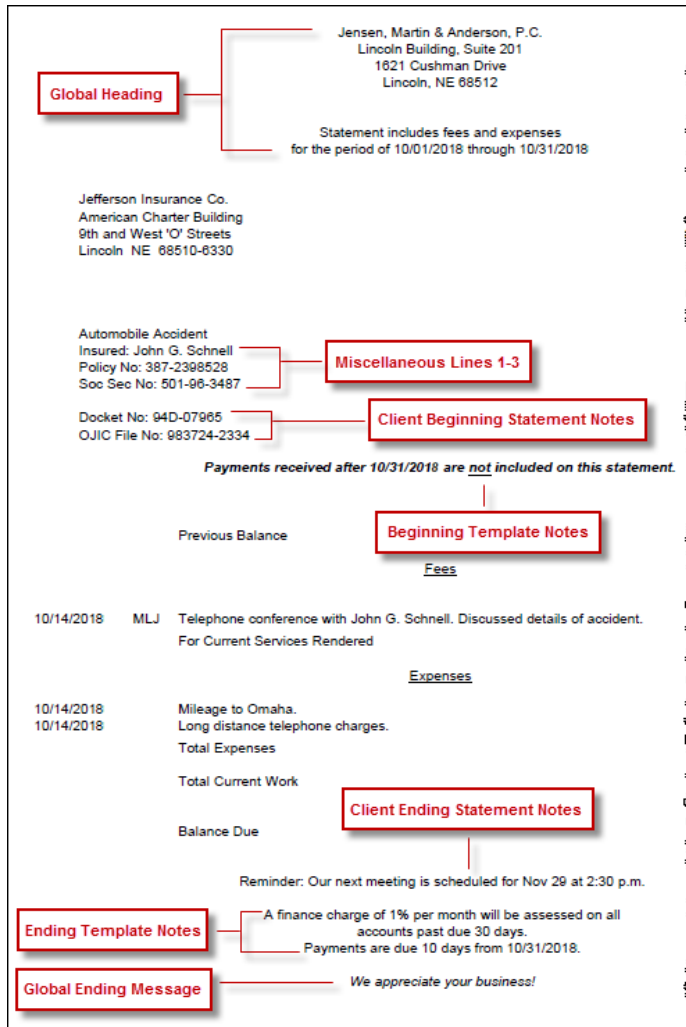 Jensen, Martin & Anderson, P.C.
Lincoln Building, Suite 201
1621 Cushman Drive
Lincoln, NE 68512
Global Heading
Statement includes fees and expenses
for the period of 10/01/2018 through 10/31/2018
Jefferson Insurance Co.
American Charter Building
9th and West 'O' Streets
Lincoln NE 68510-6330
Automobile Accident
Insured: John G. Schnell
Policy No: 387-2398528
Soc Sec No: 501-96-3487
Miscellaneous Lines 1-3
Docket No: 94D-07965
OJIC File No: 983724-2334
Client Beginning Statement Notes
Payments received after 10/31/2018 are not included on this statement.
Previous Balance
Beginning Template Notes
Fees
10/14/2018 MLJ Telephone conference with John G. Schnell. Discussed details of accident.
For Current Services Rendered
Expenses
10/14/2018 Mileage to Omaha.
10/14/2018 Long distance telephone charges.
Total Expenses
Total Current Work
Client Ending Statement Notes
Balance Due
Reminder: Our next meeting is scheduled for Nov 29 at 2:30 p.m.
Ending Template Notes
A finance charge of 1% per month will be assessed on all
accounts past due 30 days.
Payments are due 10 days from 10/31/2018.
Global Ending Message
We appreciate your business!